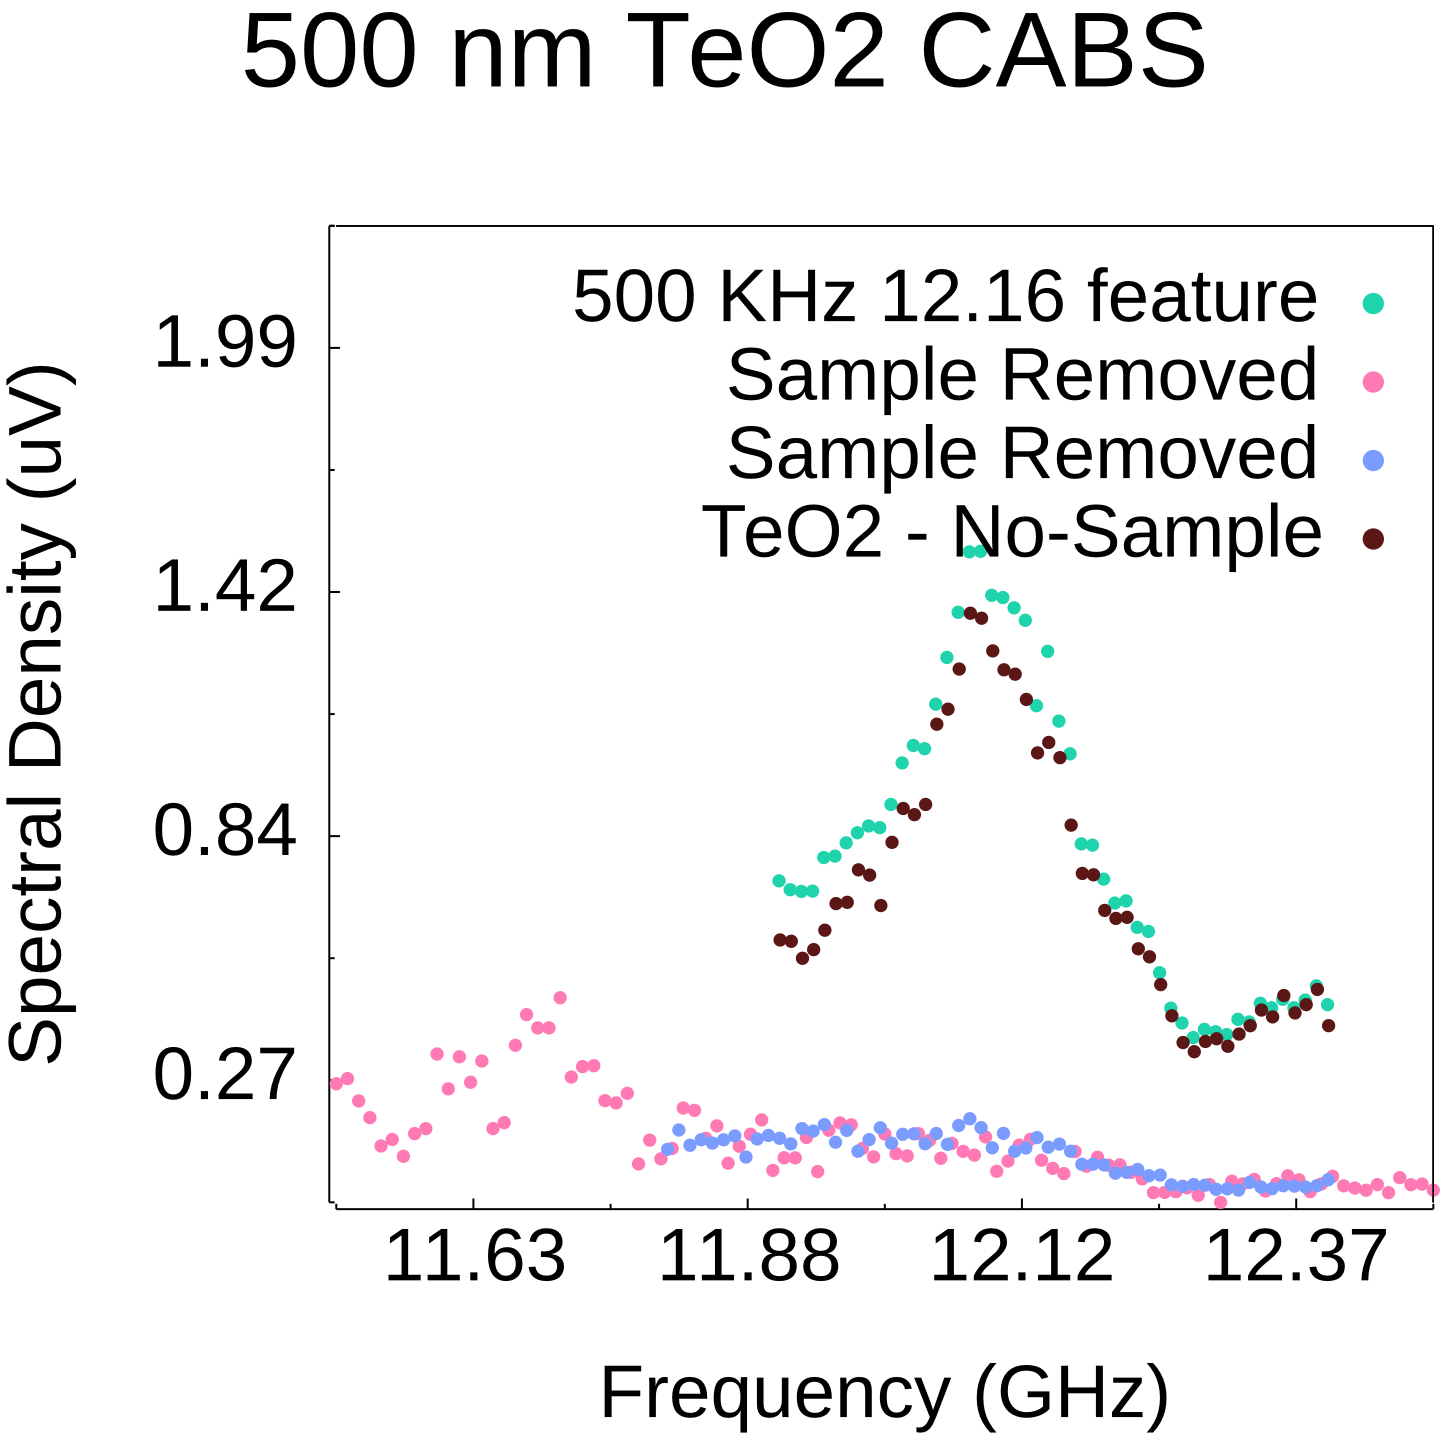 500 nm TeO2 CABS
500 KHz 12.16 feature
Sample Removed
Sample Removed
TeO2 - No-Sample
Spectral Density (uV)
1.99
1.42
0.84
0.27
11.63
11.88
12.12
12.37
Frequency (GHz)